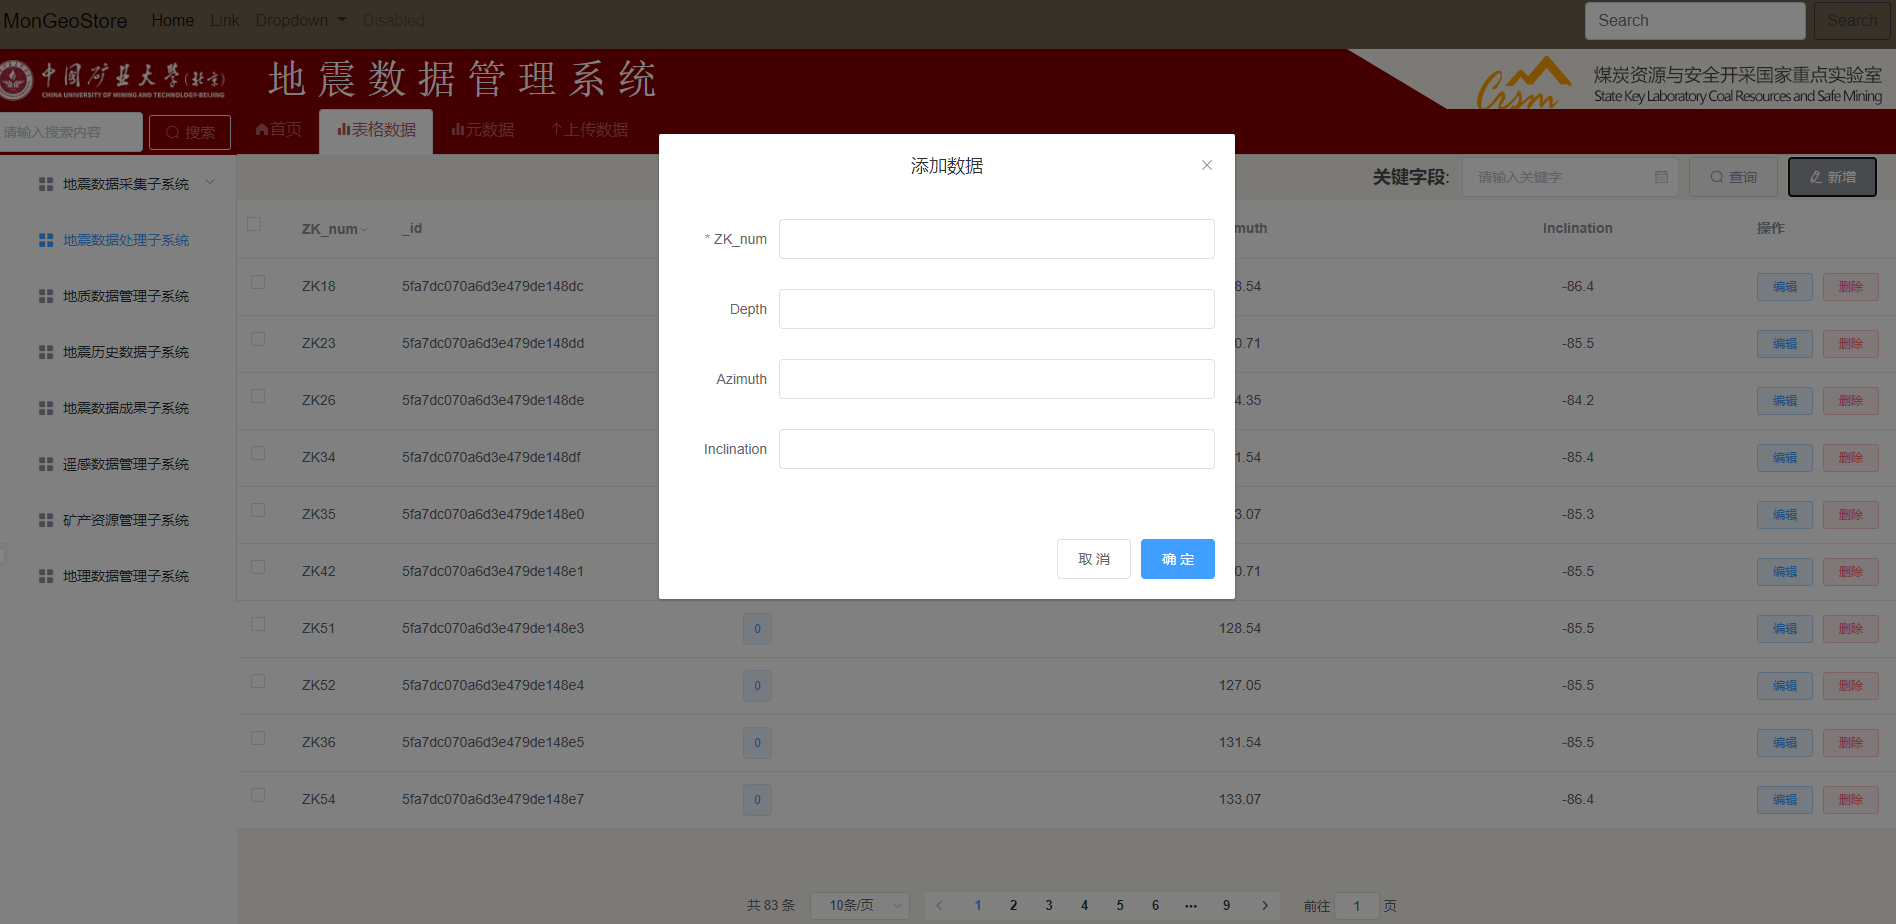 MonGeoStore Home Link Dropdown Disabled Search Search
中国矿业大学(北京) 地震数据管理系统 煤炭资源与安全开采国家重点实验室
CHINA UNIVERSITY OF MINING AND TECHNOLOGY-BEIJING Crsm State Key Laboratory Coal Resources and Safe Mining
请输入搜索内容 搜索 首页 表格数据 元数据 上传数据
添加数据
地震数据采集子系统 关键字段: 请输入关键字 查询 新增
ZK_num _id muth Inclination 操作
地震数据处理子系统 * ZK_num
ZK18 5fa7dc070a6d3e479de148dc 8.54 -86.4 编辑 删除
地质数据管理子系统 Depth
ZK23 5fa7dc070a6d3e479de148dd 0.71 -85.5 编辑 删除
地震历史数据子系统 Azimuth
ZK26 5fa7dc070a6d3e479de148de 4.35 -84.2 编辑 删除
地震数据成果子系统 Inclination
ZK34 5fa7dc070a6d3e479de148df 1.54 -85.4 编辑 删除
遥感数据管理子系统
ZK35 5fa7dc070a6d3e479de148e0 3.07 -85.3 编辑 删除
矿产资源管理子系统
取消 确定
ZK42 5fa7dc070a6d3e479de148e1 0.71 -85.5 编辑 删除
地理数据管理子系统
ZK51 5fa7dc070a6d3e479de148e3 0 128.54 -85.5 编辑 删除
ZK52 5fa7dc070a6d3e479de148e4 0 127.05 -85.5 编辑 删除
ZK36 5fa7dc070a6d3e479de148e5 0 131.54 -85.5 编辑 删除
ZK54 5fa7dc070a6d3e479de148e7 0 133.07 -86.4 编辑 删除
共 83 条 10条/页 1 2 3 4 5 6 ••• 9 前往 1 页